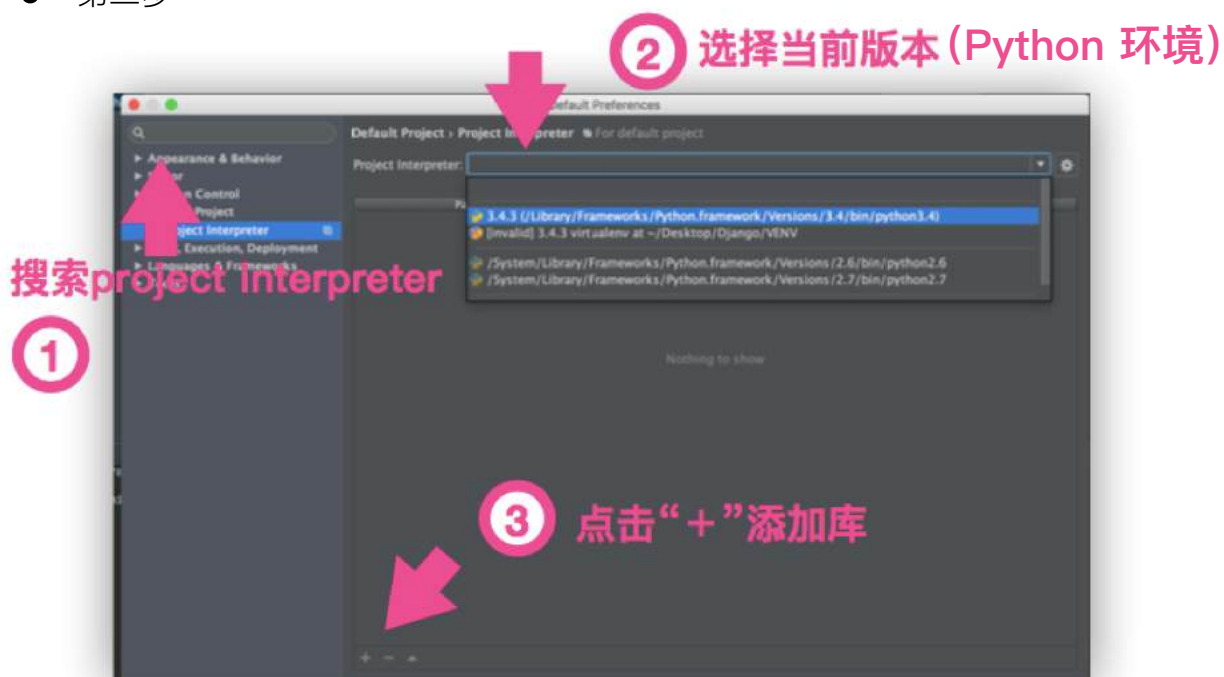 ② 选择当前版本(Python 环境)
Default Preferences
Default Project › Project Interpreter For default project
Appearance & Behavior
Project Interpreter:
Control
Project
3.4.3 (/Library/Frameworks/Python.framework/Versions/3.4/bin/python3.4)
Project Interpreter
[invalid] 3.4.3 virtualenv at ~/Desktop/Django/VENV
Execution, Deployment
/System/Library/Frameworks/Python.framework/Versions/2.6/bin/python2.6
Languages & Frameworks
/System/Library/Frameworks/Python.framework/Versions/2.7/bin/python2.7
搜索project Interpreter
①
Nothing to show
③ 点击“+”添加库
+ −